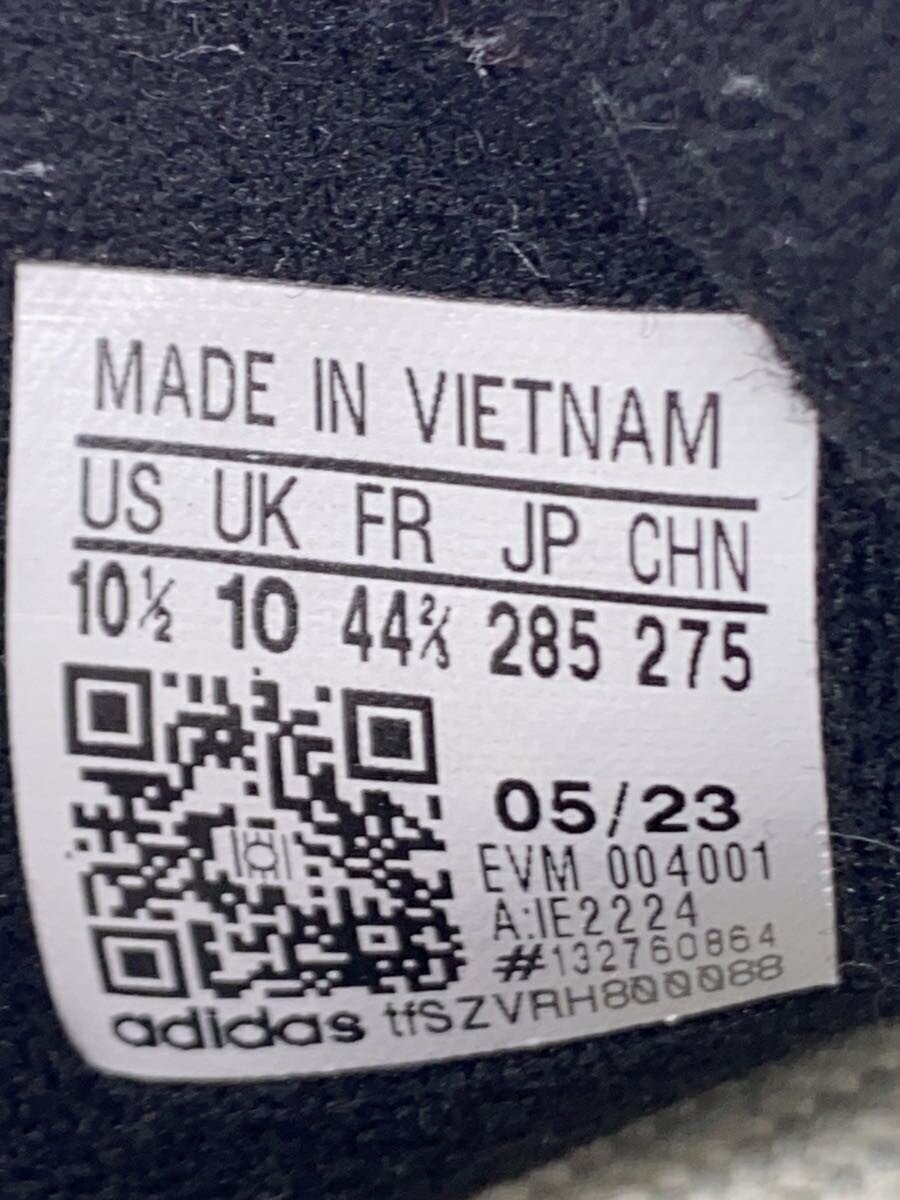 MADE IN VIETNAM
US UK FR JP CHN
10½ 10 44⅔ 285 275
05/23
EVM 004001
A:IE2224
#132760864
adidas tfSZVRH800088